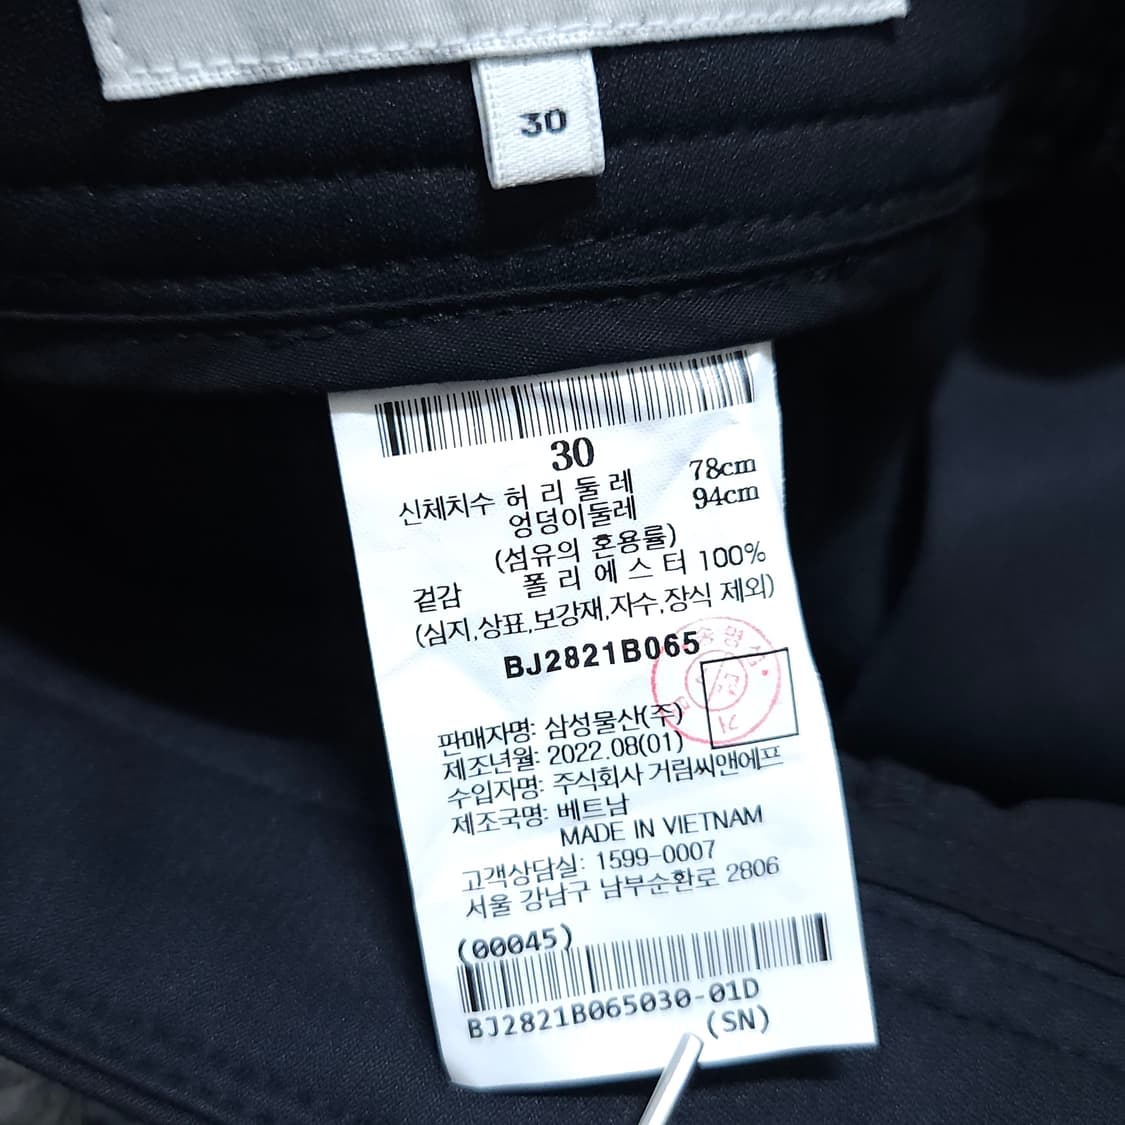 30
30
신체치수 허 리 둘 레 78cm
엉덩이둘레 94cm
(섬유의 혼용률)
겉감 폴 리 에 스 터 100%
(심지,상표,보강재,자수,장식 제외)
BJ2821B065
판매자명: 삼성물산(주)
제조년월: 2022.08(01)
수입자명: 주식회사 거림씨앤에프
제조국명: 베트남
MADE IN VIETNAM
고객상담실: 1599-0007
서울 강남구 남부순환로 2806
(00045)
BJ2821B065030-01D
(SN)